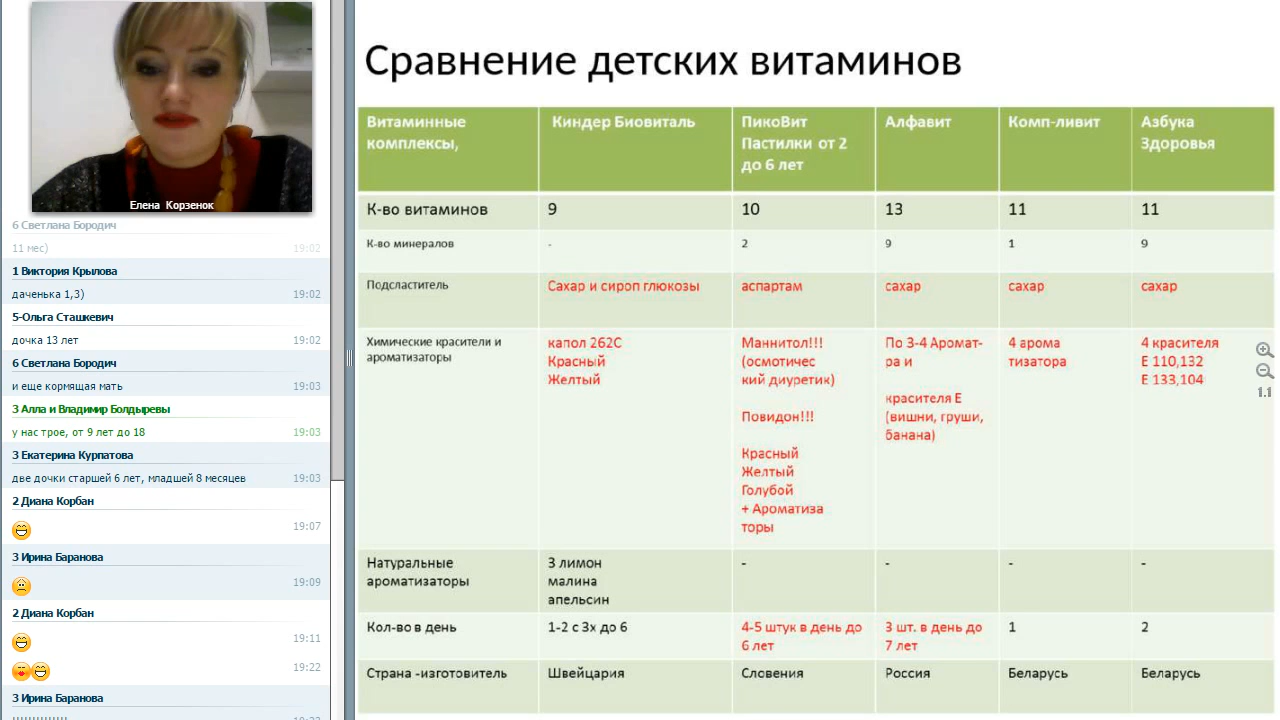 Елена Корзенок
6 Светлана Бородич
11 мес)
19:02
1 Виктория Крылова
даченька 1,3)
19:02
5-Ольга Сташкевич
дочка 13 лет
19:02
6 Светлана Бородич
и еще кормящая мать
19:03
3 Алла и Владимир Болдыревы
у нас трое, от 9 лет до 18
19:03
3 Екатерина Курпатова
две дочки старшей 6 лет, младшей 8 месяцев
19:03
2 Диана Корбан
19:07
3 Ирина Баранова
19:09
2 Диана Корбан
19:11
19:22
3 Ирина Баранова
Сравнение детских витаминов
Витаминные
комплексы,
Киндер Биовиталь
ПикоВит
Пастилки от 2
до 6 лет
Алфавит
Комп-ливит
Азбука
Здоровья
К-во витаминов
9
10
13
11
11
К-во минералов
-
2
9
1
9
Подсластитель
Сахар и сироп глюкозы
аспартам
сахар
сахар
сахар
Химические красители и
ароматизаторы
капол 262С
Красный
Желтый
Маннитол!!!
(осмотичес
кий диуретик)
Повидон!!!
Красный
Желтый
Голубой
+ Ароматиза
торы
По 3-4 Аромат-
ра и
красителя Е
(вишни, груши,
банана)
4 арома
тизатора
4 красителя
Е 110,132
Е 133,104
Натуральные
ароматизаторы
3 лимон
малина
апельсин
-
-
-
-
Кол-во в день
1-2 с 3х до 6
4-5 штук в день до
6 лет
3 шт. в день до
7 лет
1
2
Страна -изготовитель
Швейцария
Словения
Россия
Беларусь
Беларусь
1.1